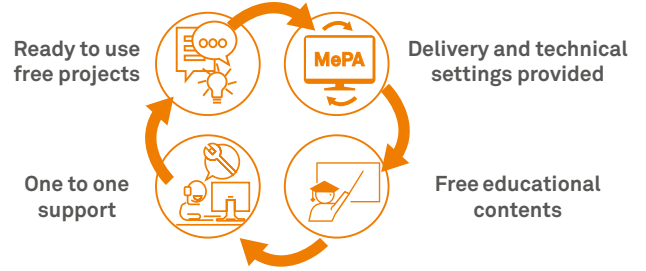 Ready to use
free projects
MePA
Delivery and technical
settings provided
One to one
support
Free educational
contents